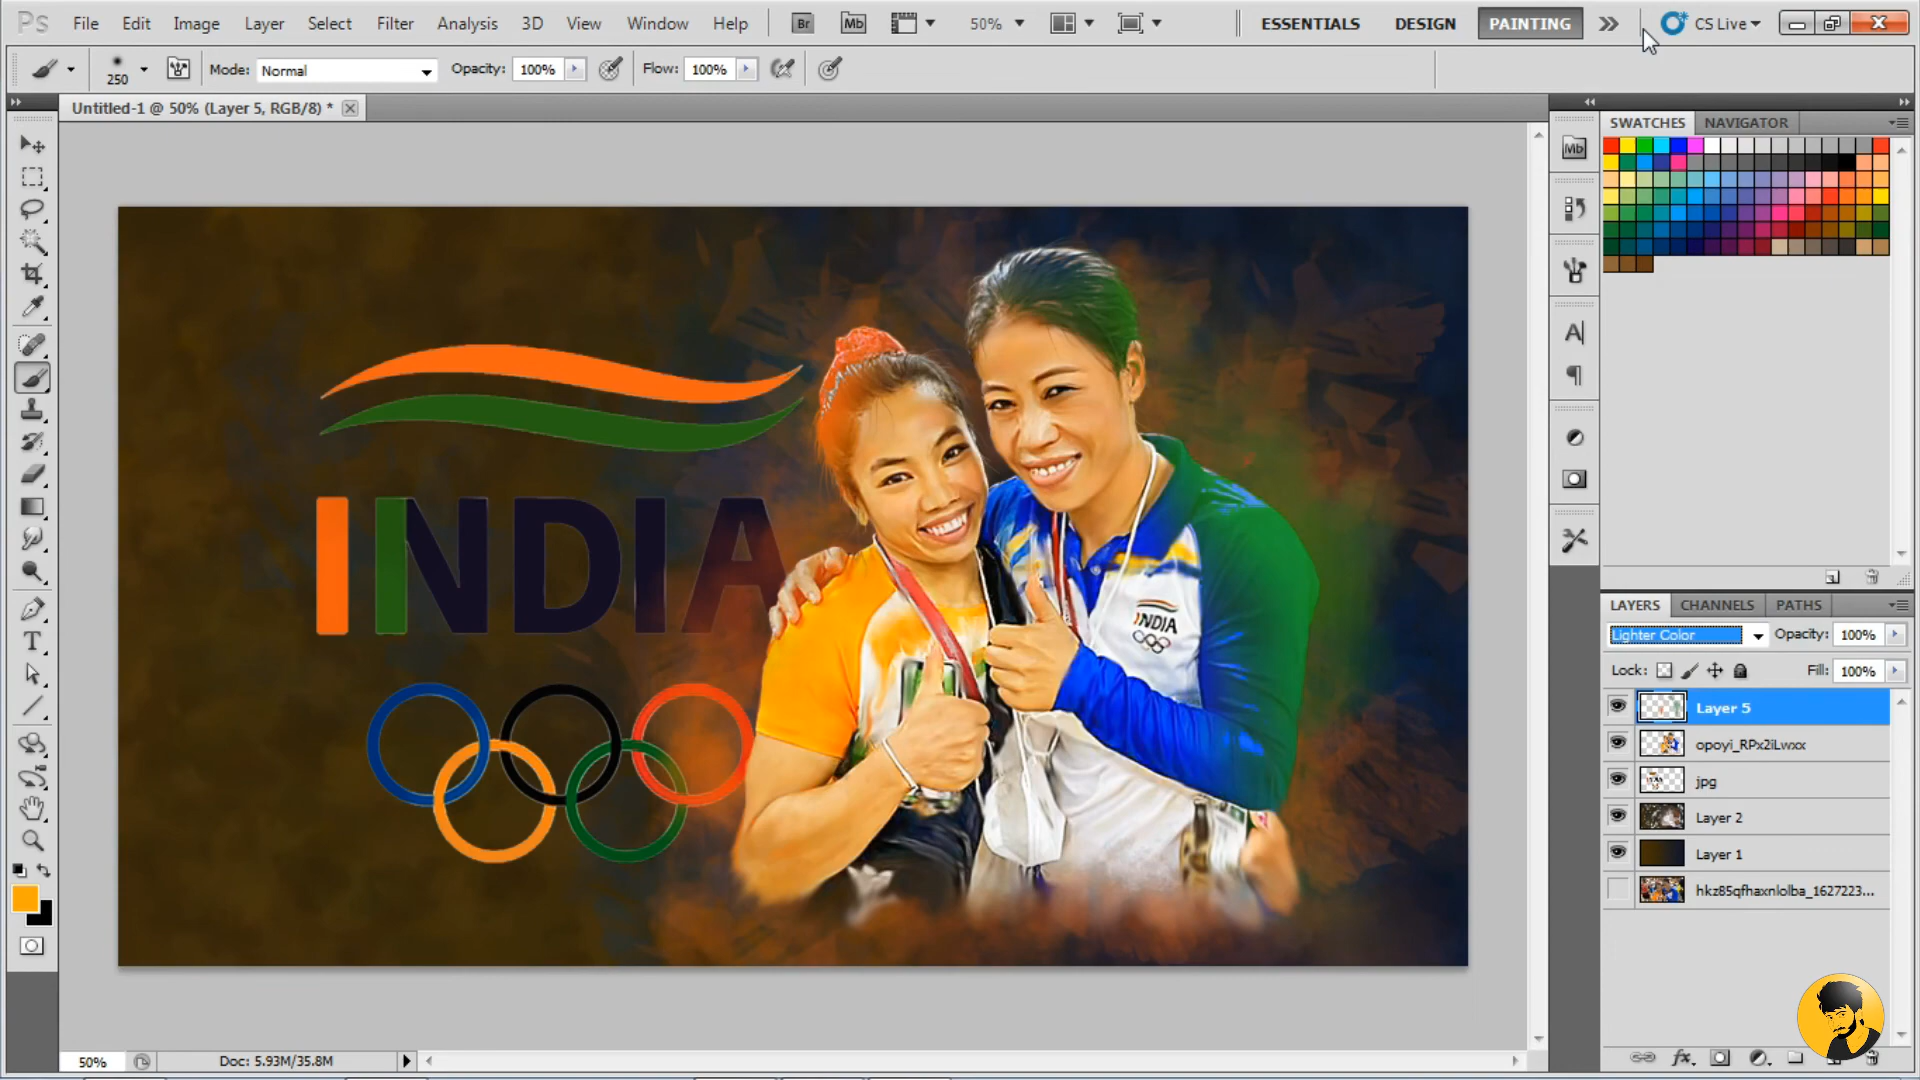 Ps File Edit Image Layer Select Filter Analysis 3D View Window Help Br Mb 50% ESSENTIALS DESIGN PAINTING CS Live
250 Mode: Normal Opacity: 100% Flow: 100%
Untitled-1 @ 50% (Layer 5, RGB/8) *
SWATCHES NAVIGATOR
Mb
INDIA
INDIA
A
T
LAYERS CHANNELS PATHS
Lighter Color Opacity: 100%
Lock: Fill: 100%
Layer 5
opoyi_RPx2iLwxx
jpg
Layer 2
Layer 1
hkz85qfhaxnlolba_1627223...
fx
50% Doc: 5.93M/35.8M